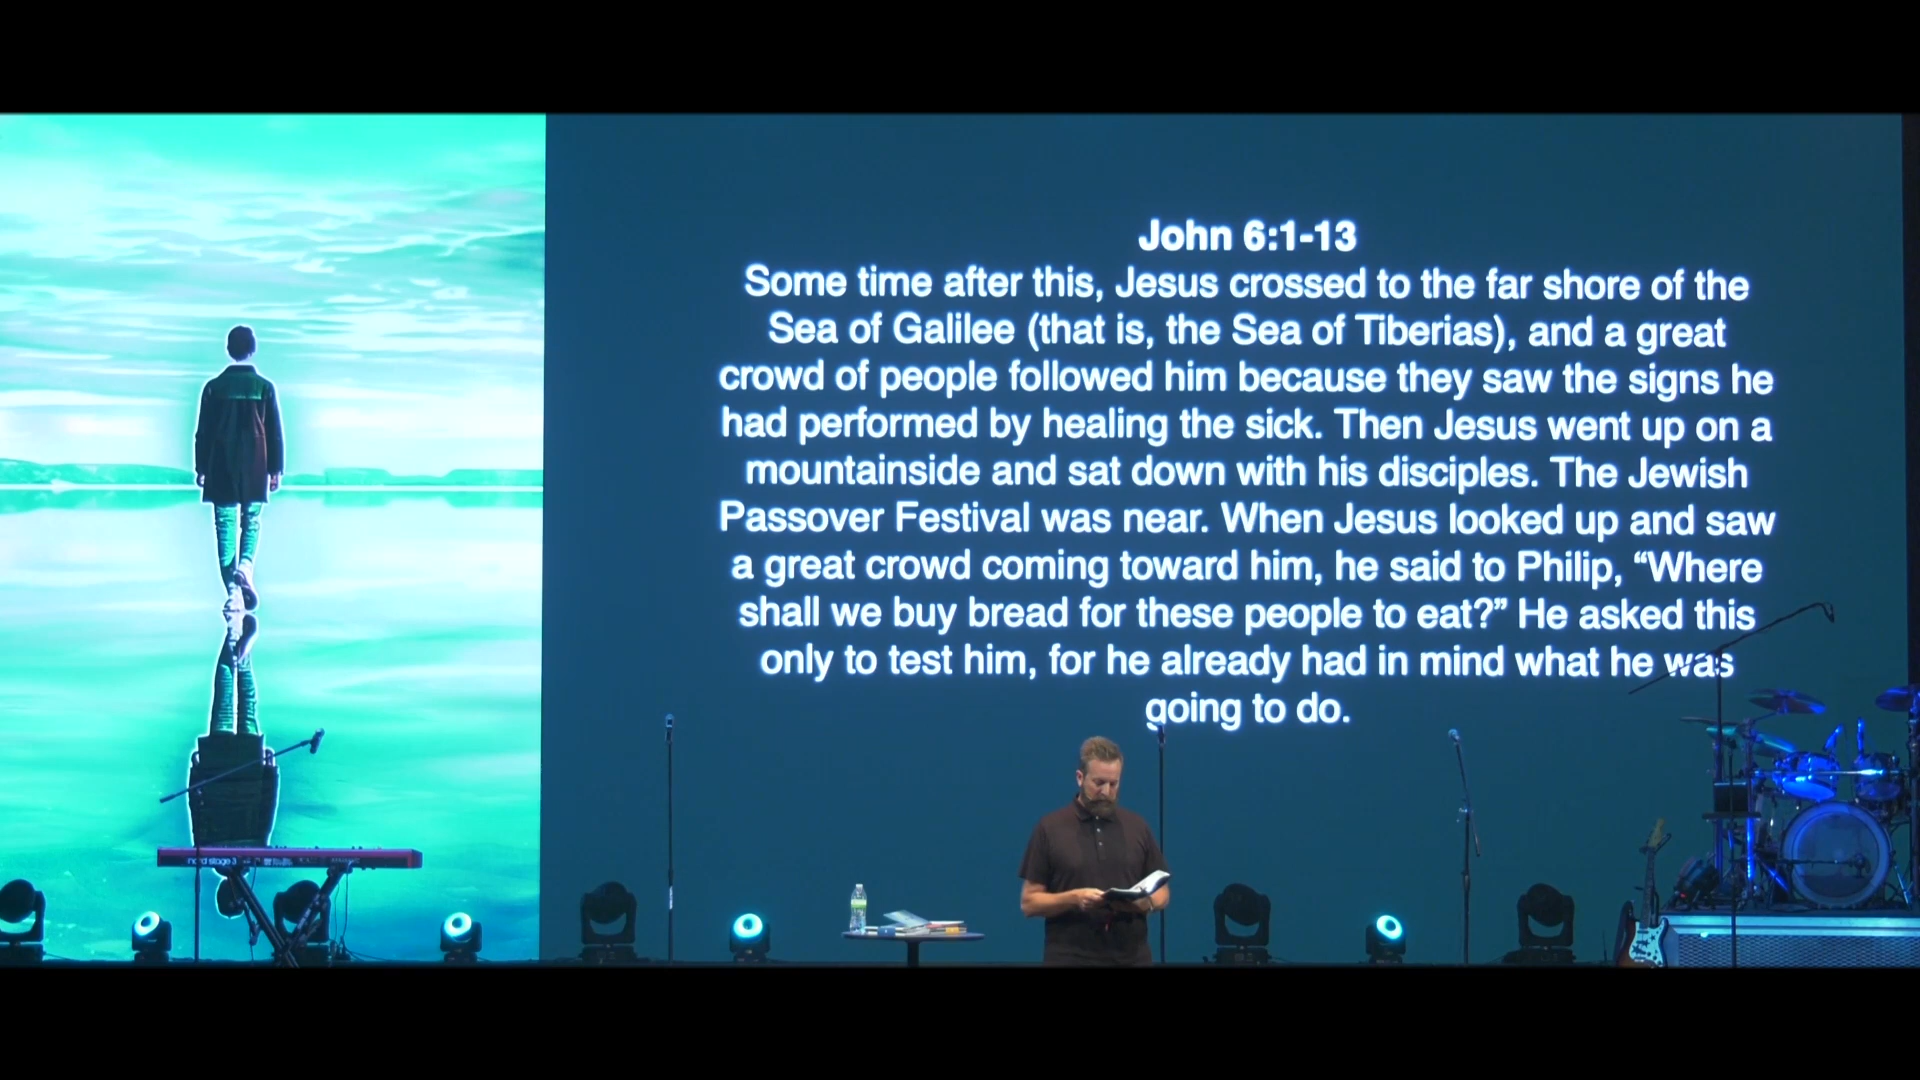 John 6:1-13
Some time after this, Jesus crossed to the far shore of the
Sea of Galilee (that is, the Sea of Tiberias), and a great
crowd of people followed him because they saw the signs he
had performed by healing the sick. Then Jesus went up on a
mountainside and sat down with his disciples. The Jewish
Passover Festival was near. When Jesus looked up and saw
a great crowd coming toward him, he said to Philip, “Where
shall we buy bread for these people to eat?” He asked this
only to test him, for he already had in mind what he was
going to do.
nord stage 3